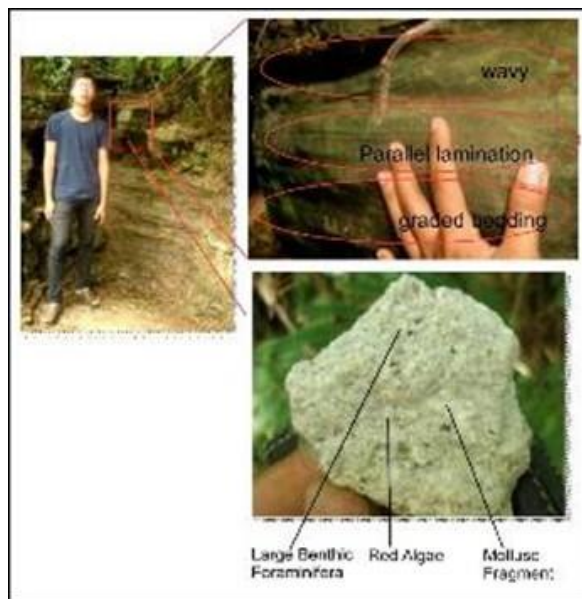 wavy
Parallel lamination
graded bedding
Large Benthic
Foraminifera
Red Algae
Mollusc
Fragment